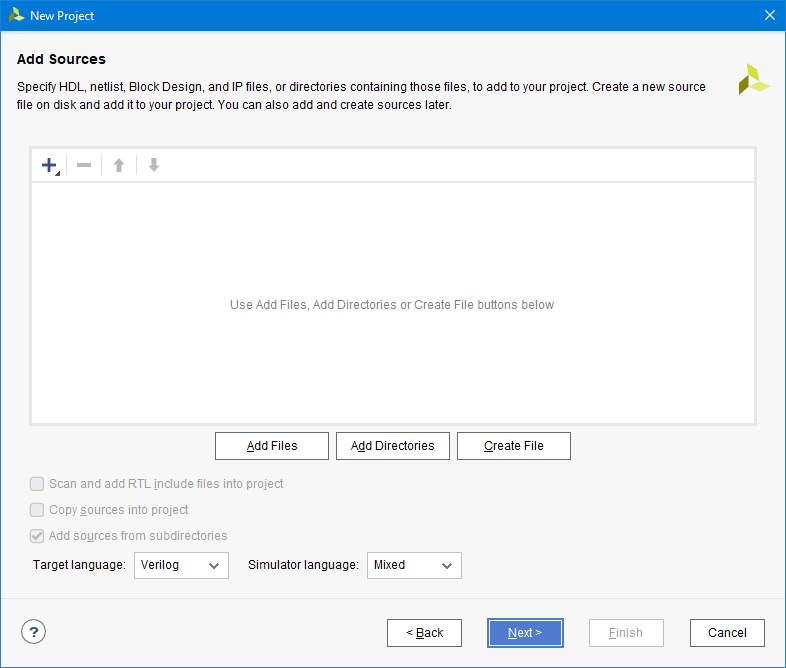 New Project
Add Sources
Specify HDL, netlist, Block Design, and IP files, or directories containing those files, to add to your project. Create a new source
file on disk and add it to your project. You can also add and create sources later.
Use Add Files, Add Directories or Create File buttons below
Add Files Add Directories Create File
Scan and add RTL include files into project
Copy sources into project
Add sources from subdirectories
Target language: Verilog Simulator language: Mixed
? < Back Next > Finish Cancel